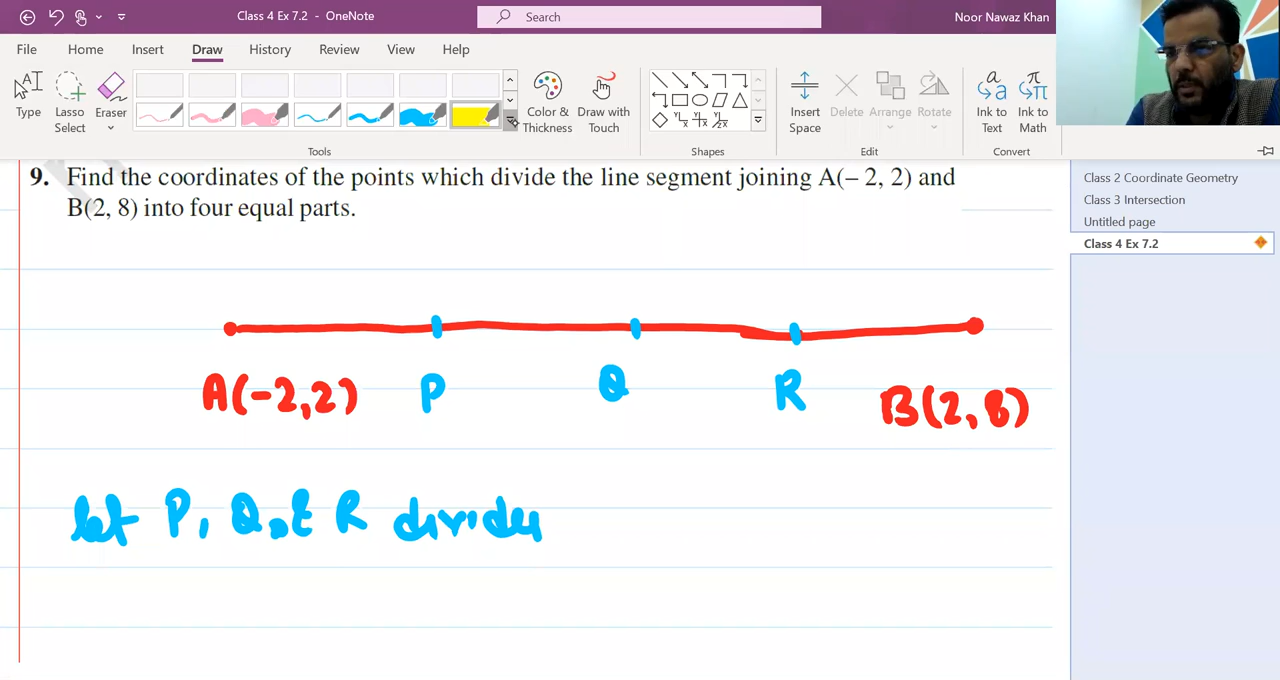 Class 4 Ex 7.2 - OneNote
Search
Noor Nawaz Khan
File Home Insert Draw History Review View Help
Type
Lasso Select
Eraser
Color & Thickness
Draw with Touch
Insert Space
Delete
Arrange
Rotate
Ink to Text
Ink to Math
Tools
Shapes
Edit
Convert
9. Find the coordinates of the points which divide the line segment joining A(– 2, 2) and
B(2, 8) into four equal parts.
A(-2,2) P Q R B(2,8)
let P, Q, & R divides
Class 2 Coordinate Geometry
Class 3 Intersection
Untitled page
Class 4 Ex 7.2